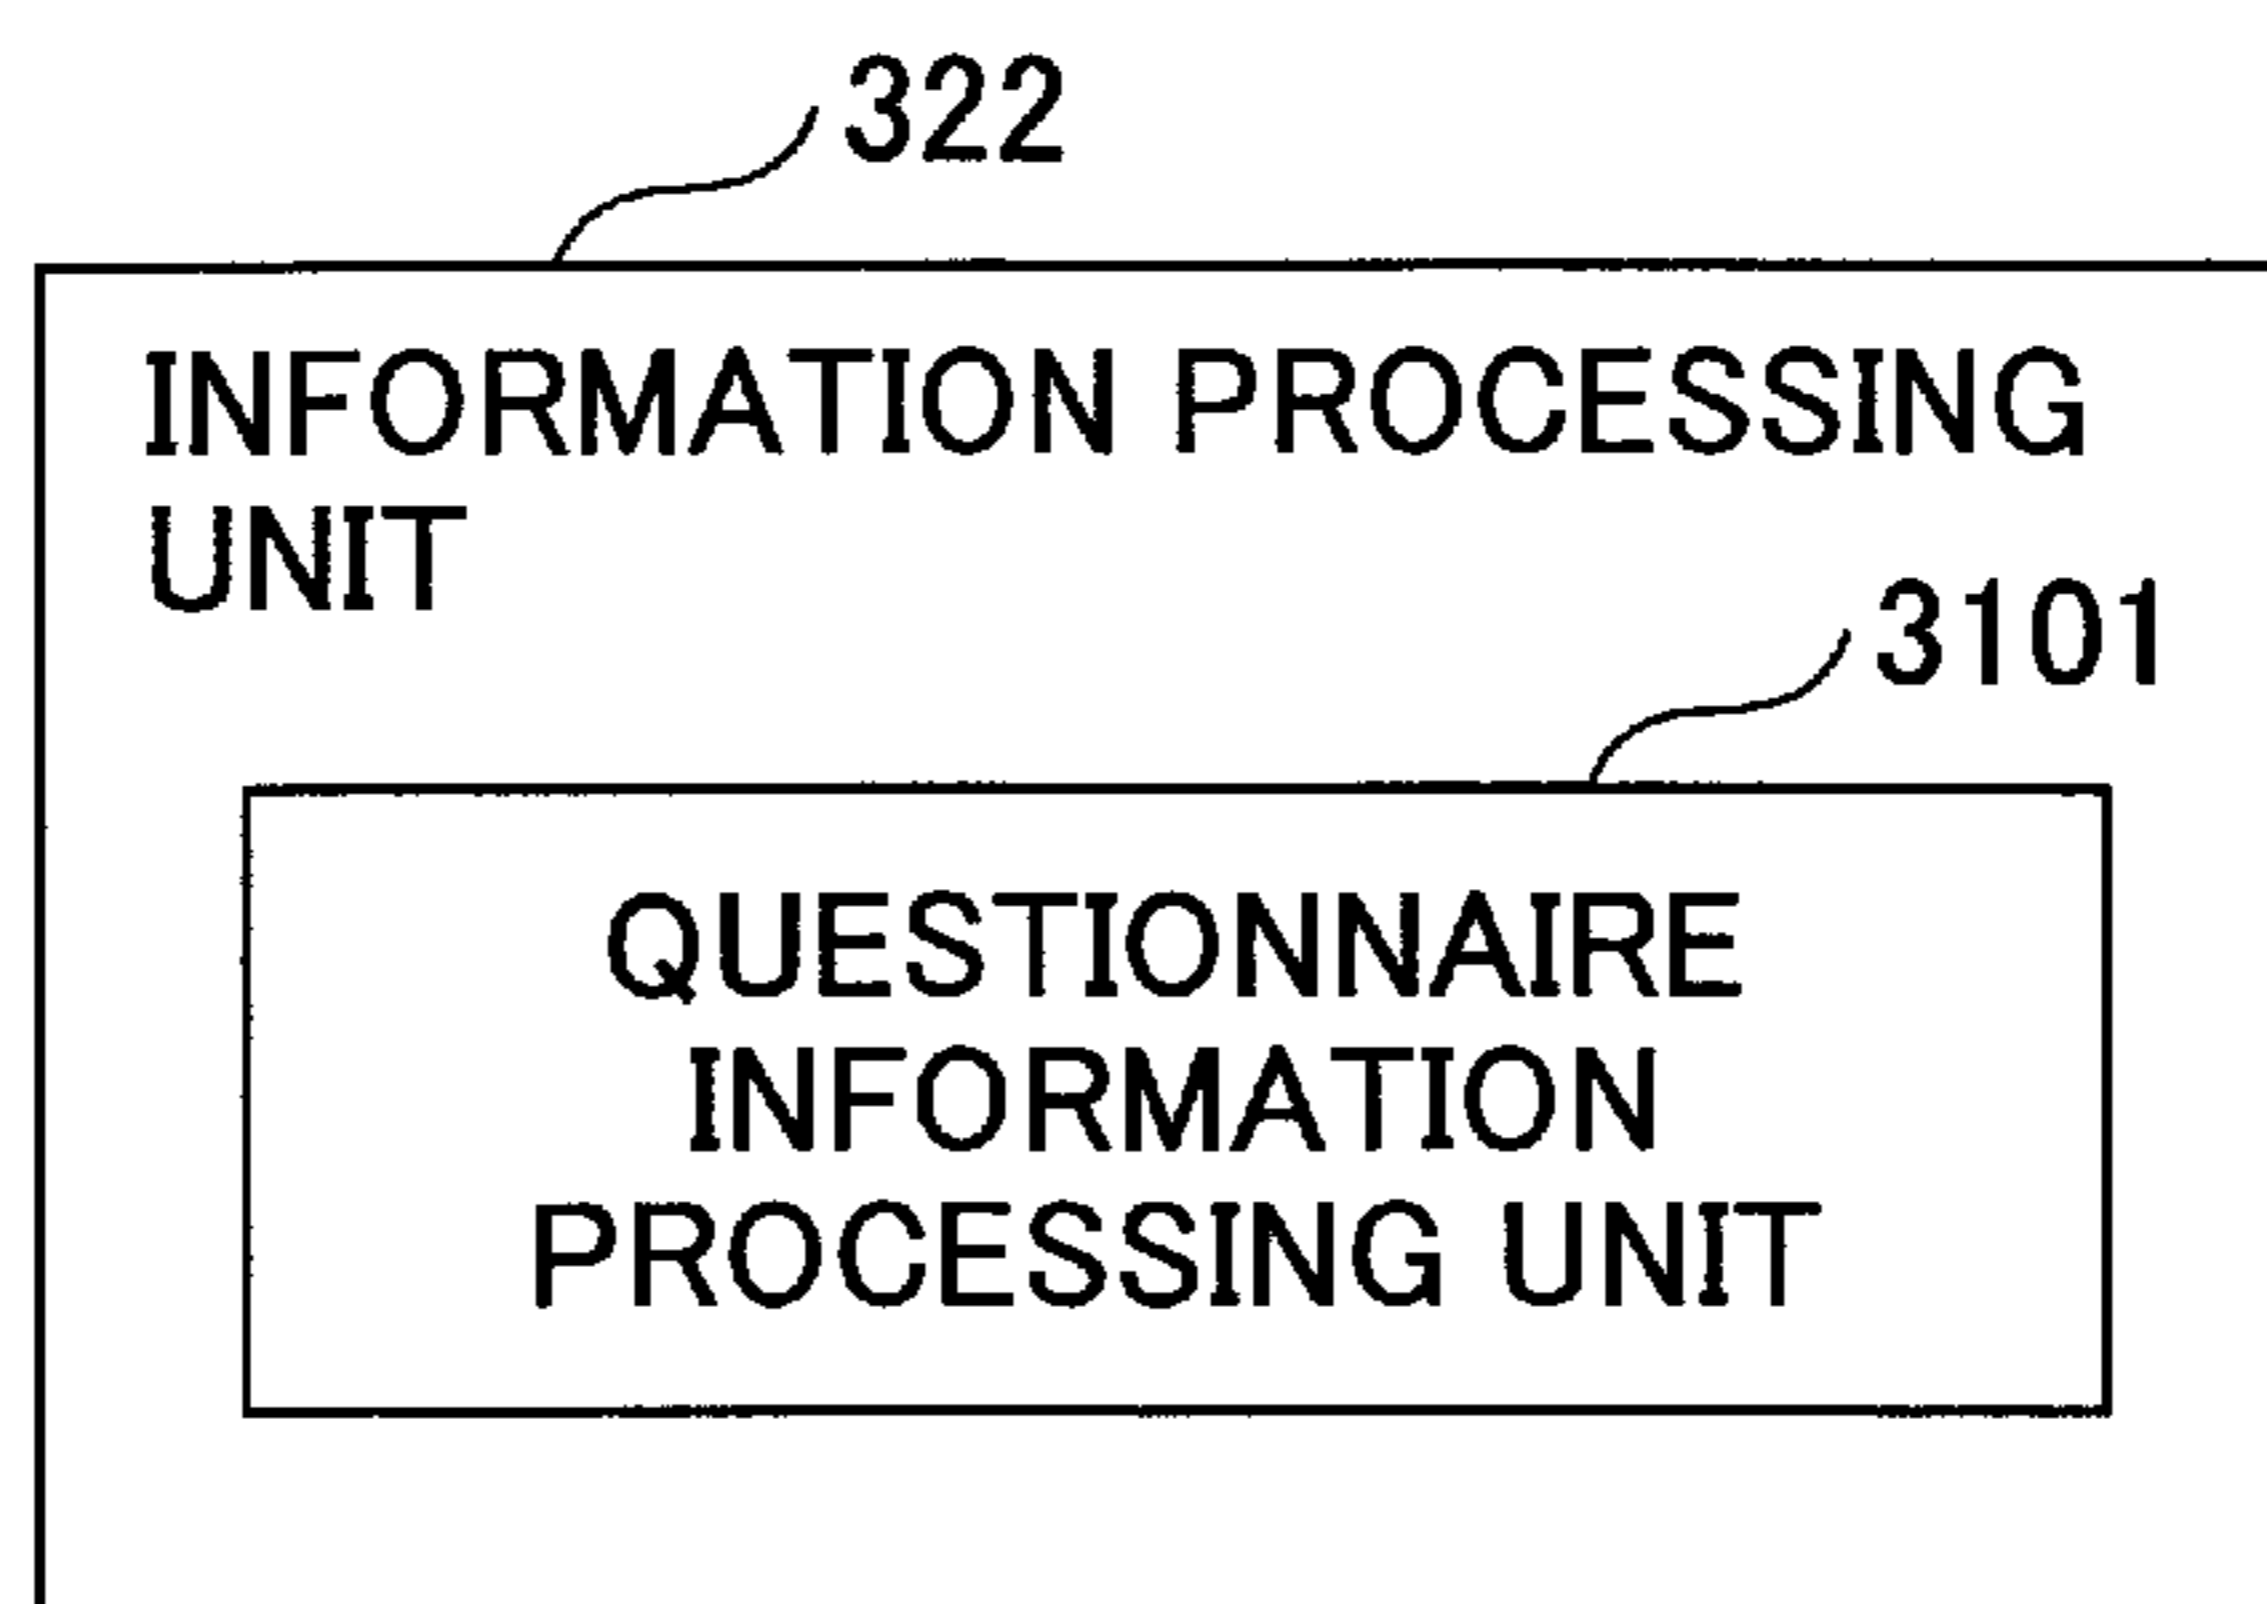 322
INFORMATION PROCESSING
UNIT
3101
QUESTIONNAIRE
INFORMATION
PROCESSING UNIT